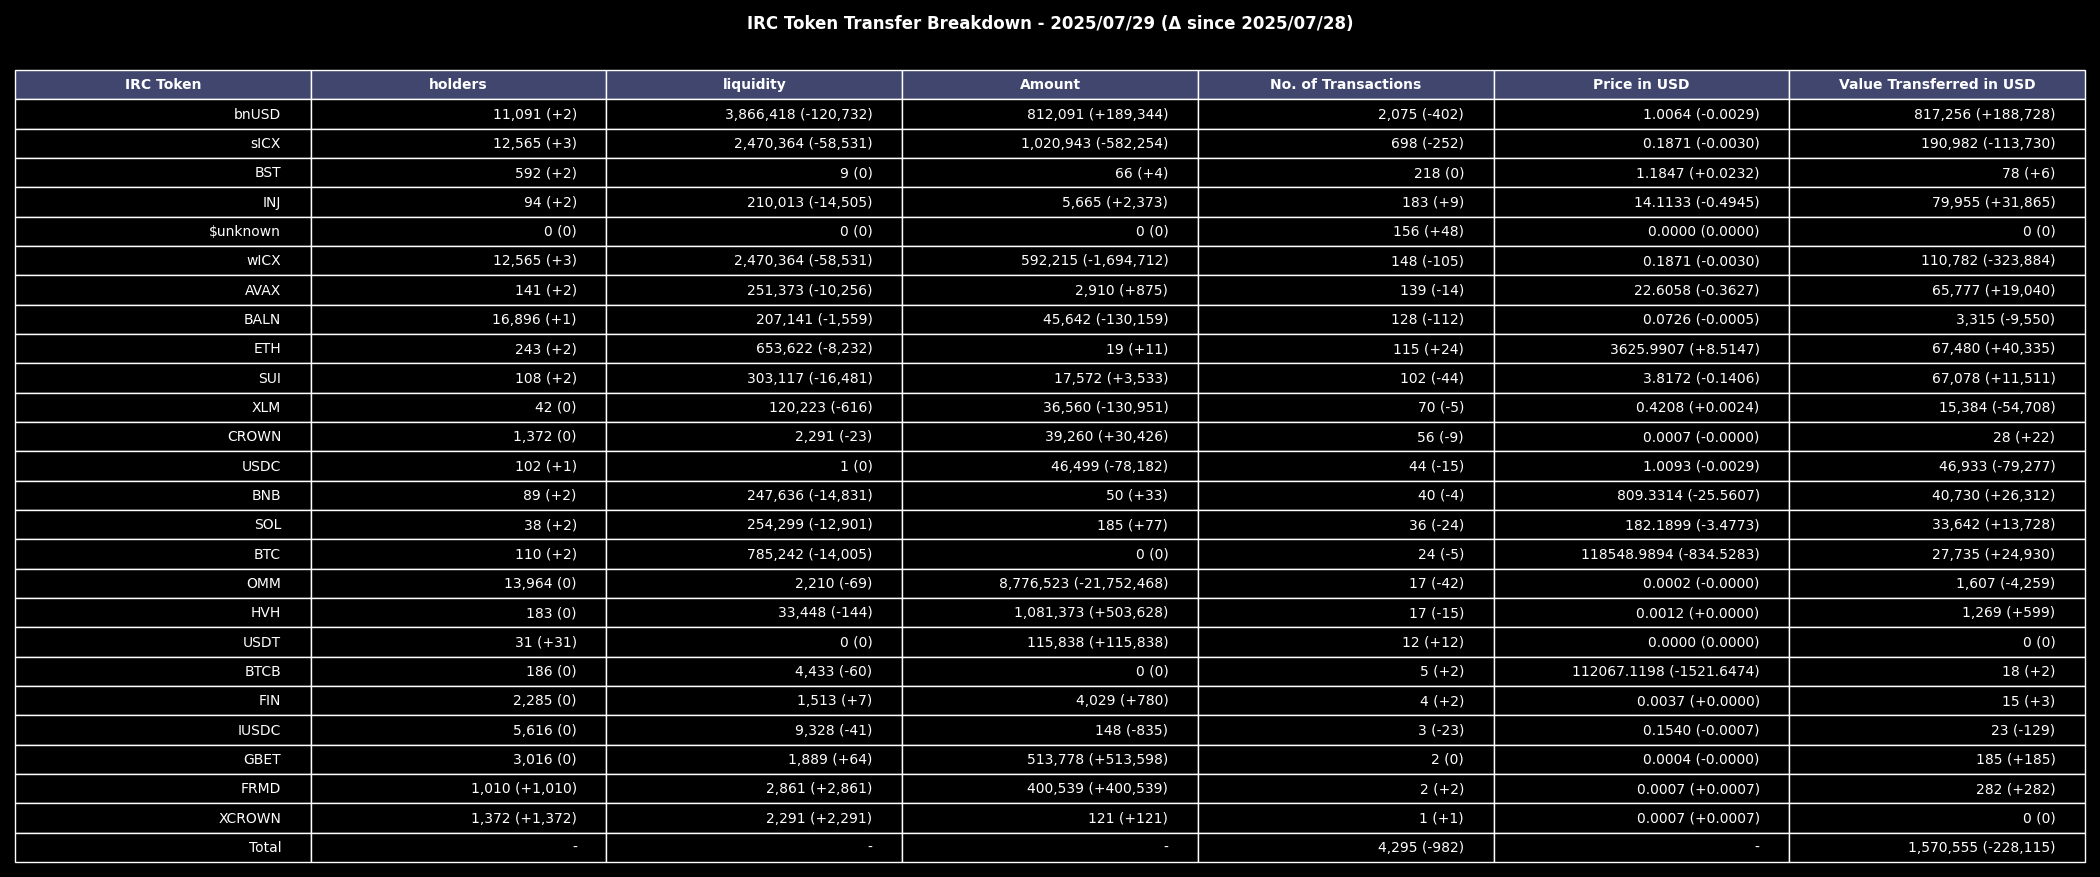 IRC Token Transfer Breakdown - 2025/07/29 (Δ since 2025/07/28)
IRC Token holders liquidity Amount No. of Transactions Price in USD Value Transferred in USD
bnUSD 11,091 (+2) 3,866,418 (-120,732) 812,091 (+189,344) 2,075 (-402) 1.0064 (-0.0029) 817,256 (+188,728)
sICX 12,565 (+3) 2,470,364 (-58,531) 1,020,943 (-582,254) 698 (-252) 0.1871 (-0.0030) 190,982 (-113,730)
BST 592 (+2) 9 (0) 66 (+4) 218 (0) 1.1847 (+0.0232) 78 (+6)
INJ 94 (+2) 210,013 (-14,505) 5,665 (+2,373) 183 (+9) 14.1133 (-0.4945) 79,955 (+31,865)
$unknown 0 (0) 0 (0) 0 (0) 156 (+48) 0.0000 (0.0000) 0 (0)
wICX 12,565 (+3) 2,470,364 (-58,531) 592,215 (-1,694,712) 148 (-105) 0.1871 (-0.0030) 110,782 (-323,884)
AVAX 141 (+2) 251,373 (-10,256) 2,910 (+875) 139 (-14) 22.6058 (-0.3627) 65,777 (+19,040)
BALN 16,896 (+1) 207,141 (-1,559) 45,642 (-130,159) 128 (-112) 0.0726 (-0.0005) 3,315 (-9,550)
ETH 243 (+2) 653,622 (-8,232) 19 (+11) 115 (+24) 3625.9907 (+8.5147) 67,480 (+40,335)
SUI 108 (+2) 303,117 (-16,481) 17,572 (+3,533) 102 (-44) 3.8172 (-0.1406) 67,078 (+11,511)
XLM 42 (0) 120,223 (-616) 36,560 (-130,951) 70 (-5) 0.4208 (+0.0024) 15,384 (-54,708)
CROWN 1,372 (0) 2,291 (-23) 39,260 (+30,426) 56 (-9) 0.0007 (-0.0000) 28 (+22)
USDC 102 (+1) 1 (0) 46,499 (-78,182) 44 (-15) 1.0093 (-0.0029) 46,933 (-79,277)
BNB 89 (+2) 247,636 (-14,831) 50 (+33) 40 (-4) 809.3314 (-25.5607) 40,730 (+26,312)
SOL 38 (+2) 254,299 (-12,901) 185 (+77) 36 (-24) 182.1899 (-3.4773) 33,642 (+13,728)
BTC 110 (+2) 785,242 (-14,005) 0 (0) 24 (-5) 118548.9894 (-834.5283) 27,735 (+24,930)
OMM 13,964 (0) 2,210 (-69) 8,776,523 (-21,752,468) 17 (-42) 0.0002 (-0.0000) 1,607 (-4,259)
HVH 183 (0) 33,448 (-144) 1,081,373 (+503,628) 17 (-15) 0.0012 (+0.0000) 1,269 (+599)
USDT 31 (+31) 0 (0) 115,838 (+115,838) 12 (+12) 0.0000 (0.0000) 0 (0)
BTCB 186 (0) 4,433 (-60) 0 (0) 5 (+2) 112067.1198 (-1521.6474) 18 (+2)
FIN 2,285 (0) 1,513 (+7) 4,029 (+780) 4 (+2) 0.0037 (+0.0000) 15 (+3)
IUSDC 5,616 (0) 9,328 (-41) 148 (-835) 3 (-23) 0.1540 (-0.0007) 23 (-129)
GBET 3,016 (0) 1,889 (+64) 513,778 (+513,598) 2 (0) 0.0004 (-0.0000) 185 (+185)
FRMD 1,010 (+1,010) 2,861 (+2,861) 400,539 (+400,539) 2 (+2) 0.0007 (+0.0007) 282 (+282)
XCROWN 1,372 (+1,372) 2,291 (+2,291) 121 (+121) 1 (+1) 0.0007 (+0.0007) 0 (0)
Total - - - 4,295 (-982) - 1,570,555 (-228,115)